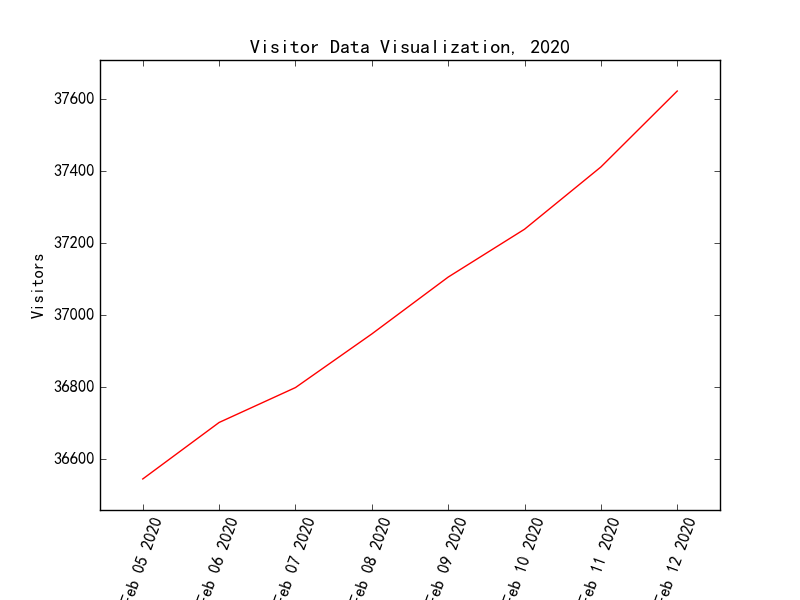 Visitor Data Visualization, 2020
37600
37400
37200
37000
36800
36600
Visitors
Feb 05 2020
Feb 06 2020
Feb 07 2020
Feb 08 2020
Feb 09 2020
Feb 10 2020
Feb 11 2020
Feb 12 2020